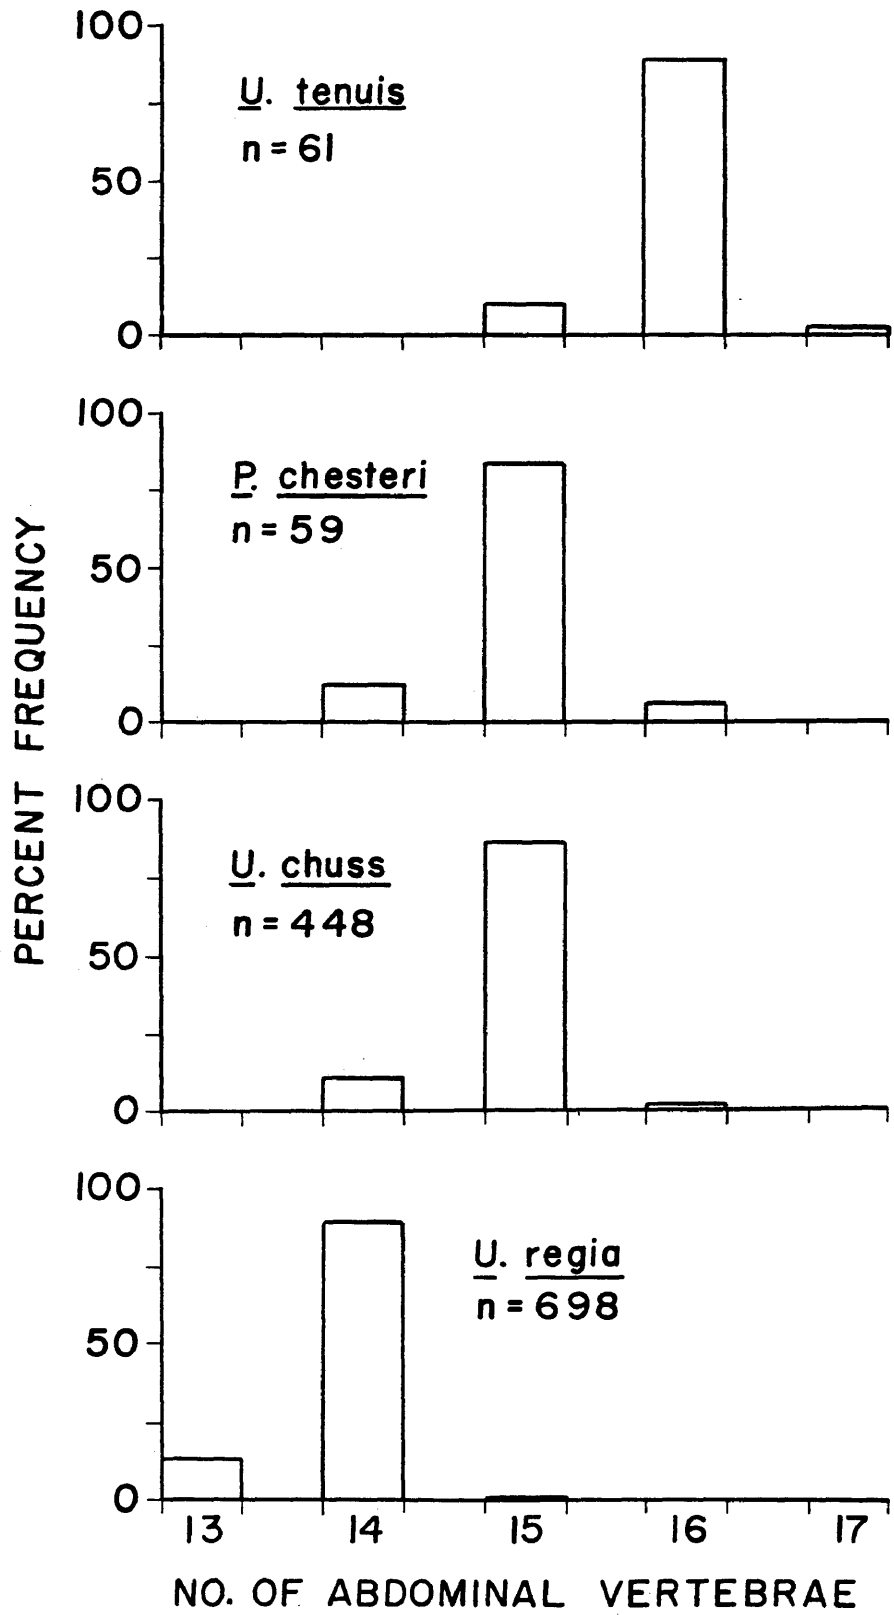 100
U. tenuis
n = 61
50
0
100
P. chesteri
n = 59
50
0
PERCENT FREQUENCY
100
U. chuss
n = 448
50
0
100
U. regia
n = 698
50
0
13 14 15 16 17
NO. OF ABDOMINAL VERTEBRAE